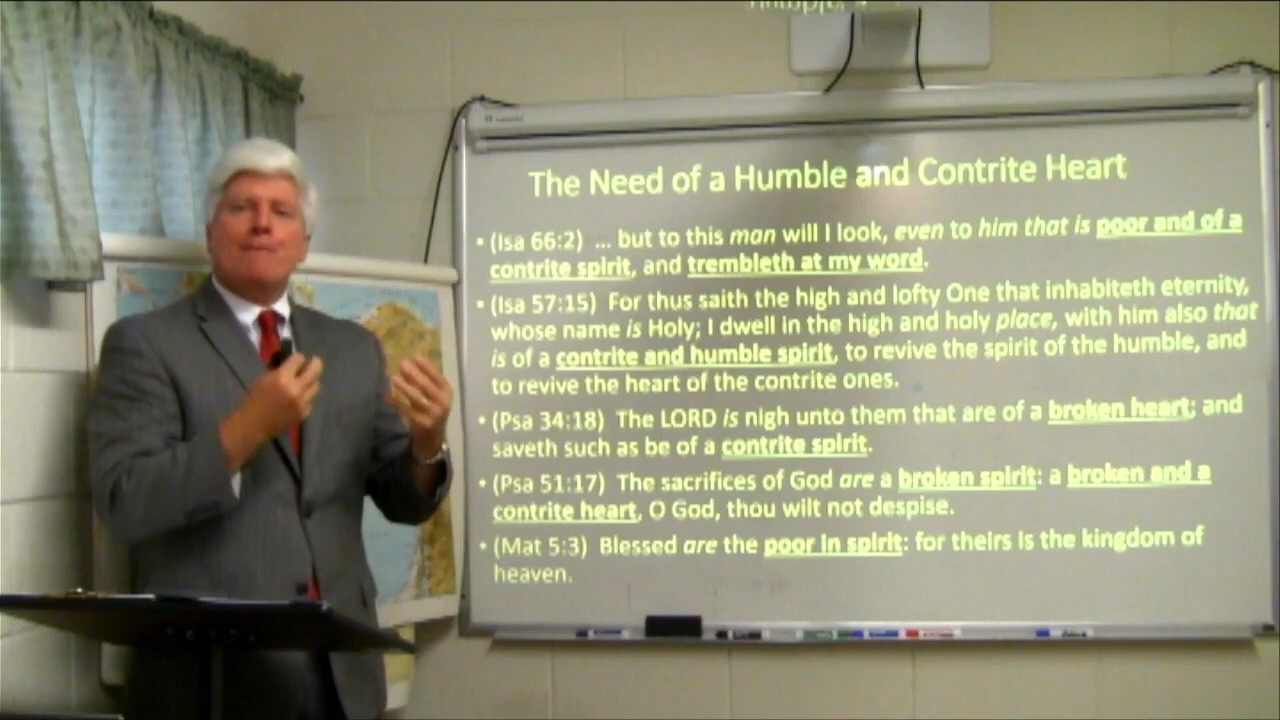 The Need of a Humble and Contrite Heart
• (Isa 66:2) ... but to this man will I look, even to him that is poor and of a
contrite spirit, and trembleth at my word.
• (Isa 57:15) For thus saith the high and lofty One that inhabiteth eternity,
whose name is Holy; I dwell in the high and holy place, with him also that
is of a contrite and humble spirit, to revive the spirit of the humble, and
to revive the heart of the contrite ones.
• (Psa 34:18) The LORD is nigh unto them that are of a broken heart; and
saveth such as be of a contrite spirit.
• (Psa 51:17) The sacrifices of God are a broken spirit: a broken and a
contrite heart, O God, thou wilt not despise.
• (Mat 5:3) Blessed are the poor in spirit: for theirs is the kingdom of
heaven.